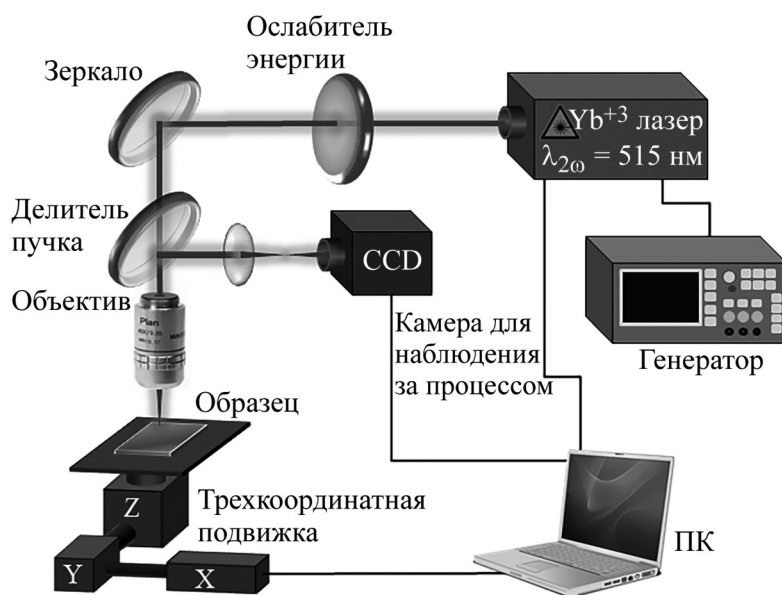 Ослабитель
энергии
Зеркало
Yb+3 лазер
λ2ω = 515 нм
Делитель
пучка
CCD
Объектив
Plan
Камера для
наблюдения
за процессом
Генератор
Образец
Z
Трехкоординатная
подвижка
Y
X
ПК